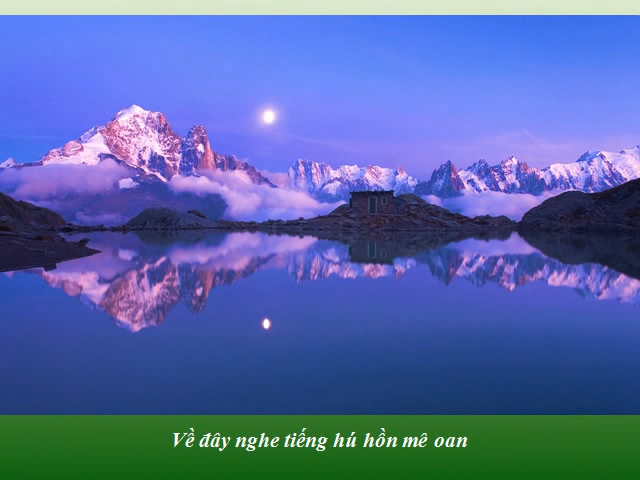 Về đây nghe tiếng hú hồn mê oan